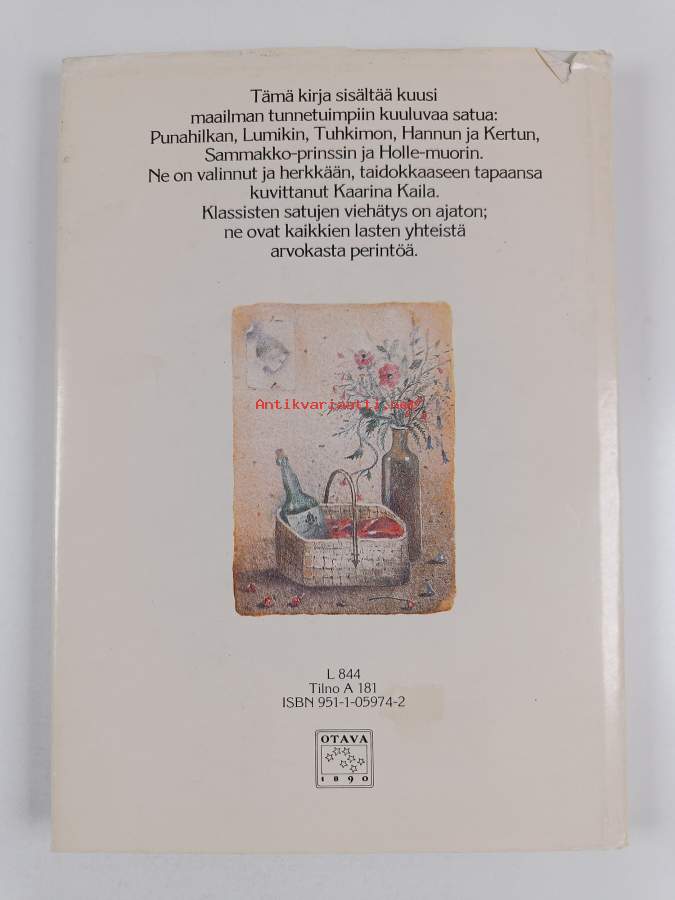 Tämä kirja sisältää kuusi
maailman tunnetuimpiin kuuluvaa satua:
Punahilkan, Lumikin, Tuhkimon, Hannun ja Kertun,
Sammakko-prinssin ja Holle-muorin.
Ne on valinnut ja herkkään, taidokkaaseen tapaansa
kuvittanut Kaarina Kaila.
Klassisten satujen viehätys on ajaton;
ne ovat kaikkien lasten yhteistä
arvokasta perintöä.
Antikvariaatti.net
L 844
Tilno A 181
ISBN 951-1-05974-2
OTAVA
1890